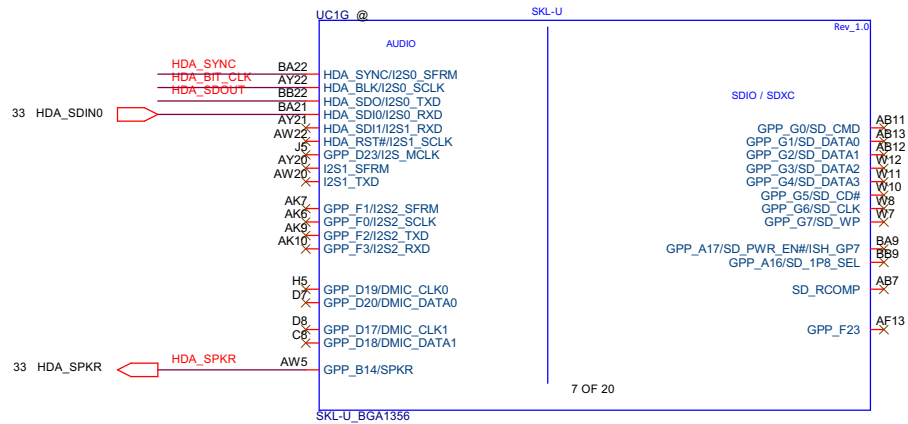 UC1G @
SKL-U
Rev_1.0
AUDIO
SDIO / SDXC
HDA_SYNC BA22 HDA_SYNC/I2S0_SFRM
HDA_BIT_CLK AY22 HDA_BLK/I2S0_SCLK
HDA_SDOUT BB22 HDA_SDO/I2S0_TXD
33 HDA_SDIN0 BA21 HDA_SDI0/I2S0_RXD
AY21 HDA_SDI1/I2S1_RXD
AW22 HDA_RST#/I2S1_SCLK
J5 GPP_D23/I2S_MCLK
AY20 I2S1_SFRM
AW20 I2S1_TXD
AK7 GPP_F1/I2S2_SFRM
AK6 GPP_F0/I2S2_SCLK
AK9 GPP_F2/I2S2_TXD
AK10 GPP_F3/I2S2_RXD
H5 GPP_D19/DMIC_CLK0
D7 GPP_D20/DMIC_DATA0
D8 GPP_D17/DMIC_CLK1
C8 GPP_D18/DMIC_DATA1
33 HDA_SPKR HDA_SPKR AW5 GPP_B14/SPKR
GPP_G0/SD_CMD AB11
GPP_G1/SD_DATA0 AB13
GPP_G2/SD_DATA1 AB12
GPP_G3/SD_DATA2 W12
GPP_G4/SD_DATA3 W11
GPP_G5/SD_CD# W10
GPP_G6/SD_CLK W8
GPP_G7/SD_WP W7
GPP_A17/SD_PWR_EN#/ISH_GP7 BA9
GPP_A16/SD_1P8_SEL BB9
SD_RCOMP AB7
GPP_F23 AF13
7 OF 20
SKL-U_BGA1356